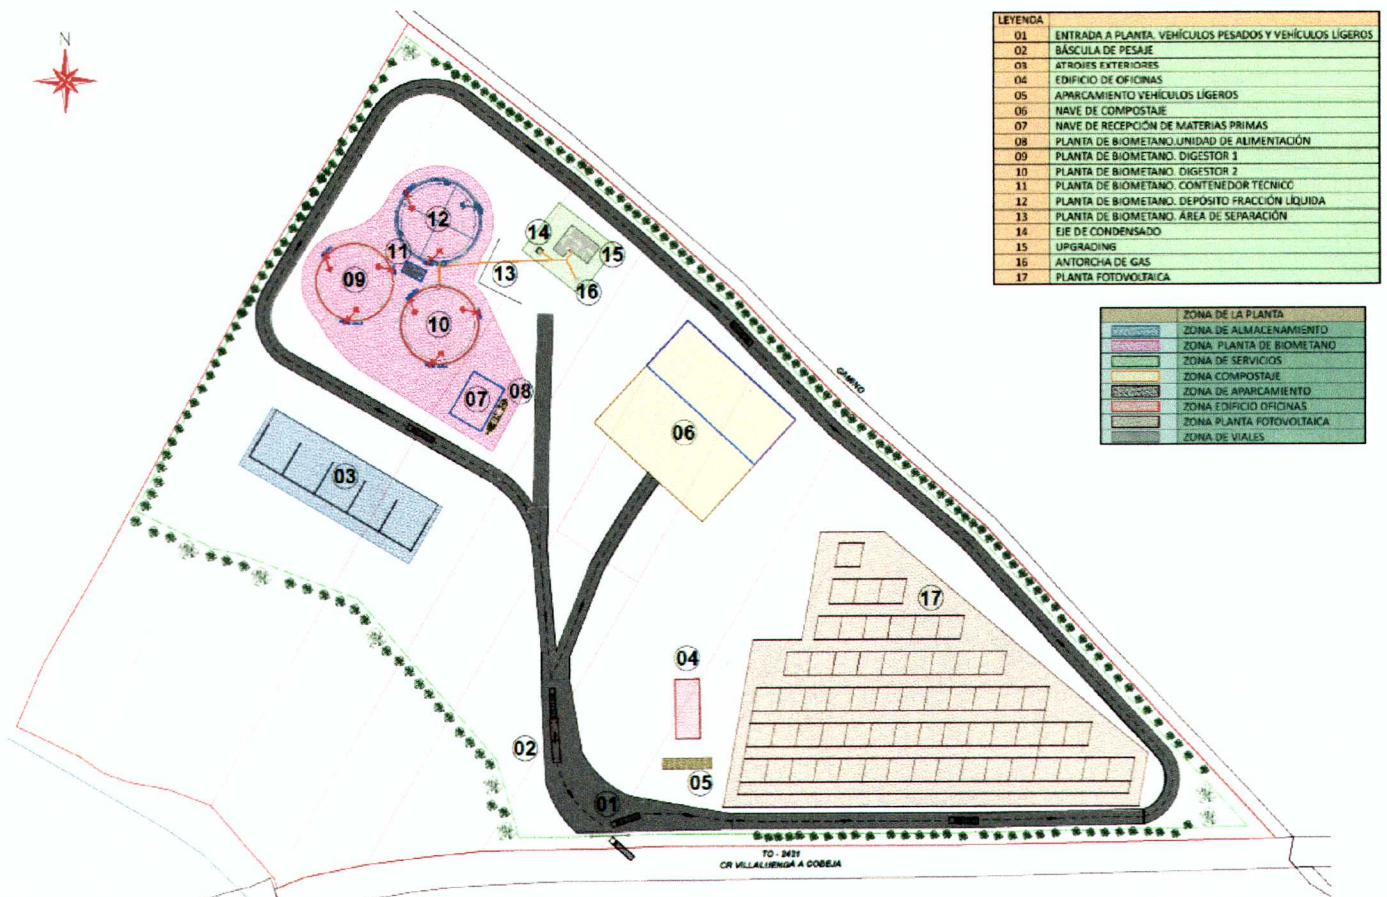 N
LEYENDA
01 ENTRADA A PLANTA. VEHÍCULOS PESADOS Y VEHÍCULOS LÍGEROS
02 BÁSCULA DE PESAJE
03 ATROJES EXTERIORES
04 EDIFICIO DE OFICINAS
05 APARCAMIENTO VEHÍCULOS LÍGEROS
06 NAVE DE COMPOSTAJE
07 NAVE DE RECEPCIÓN DE MATERIAS PRIMAS
08 PLANTA DE BIOMETANO.UNIDAD DE ALIMENTACIÓN
09 PLANTA DE BIOMETANO. DIGESTOR 1
10 PLANTA DE BIOMETANO. DIGESTOR 2
11 PLANTA DE BIOMETANO. CONTENEDOR TECNICO
12 PLANTA DE BIOMETANO. DEPÓSITO FRACCIÓN LÍQUIDA
13 PLANTA DE BIOMETANO. ÁREA DE SEPARACIÓN
14 EJE DE CONDENSADO
15 UPGRADING
16 ANTORCHA DE GAS
17 PLANTA FOTOVOLTAICA
ZONA DE LA PLANTA
ZONA DE ALMACENAMIENTO
ZONA PLANTA DE BIOMETANO
ZONA DE SERVICIOS
ZONA COMPOSTAJE
ZONA DE APARCAMIENTO
ZONA EDIFICIO OFICINAS
ZONA PLANTA FOTOVOLTAICA
ZONA DE VIALES
12
14
15
11
13
09
16
10
CAMINO
07
08
06
03
17
04
02
05
01
TO - 2421
CR VILLALUENGA A COBEJA